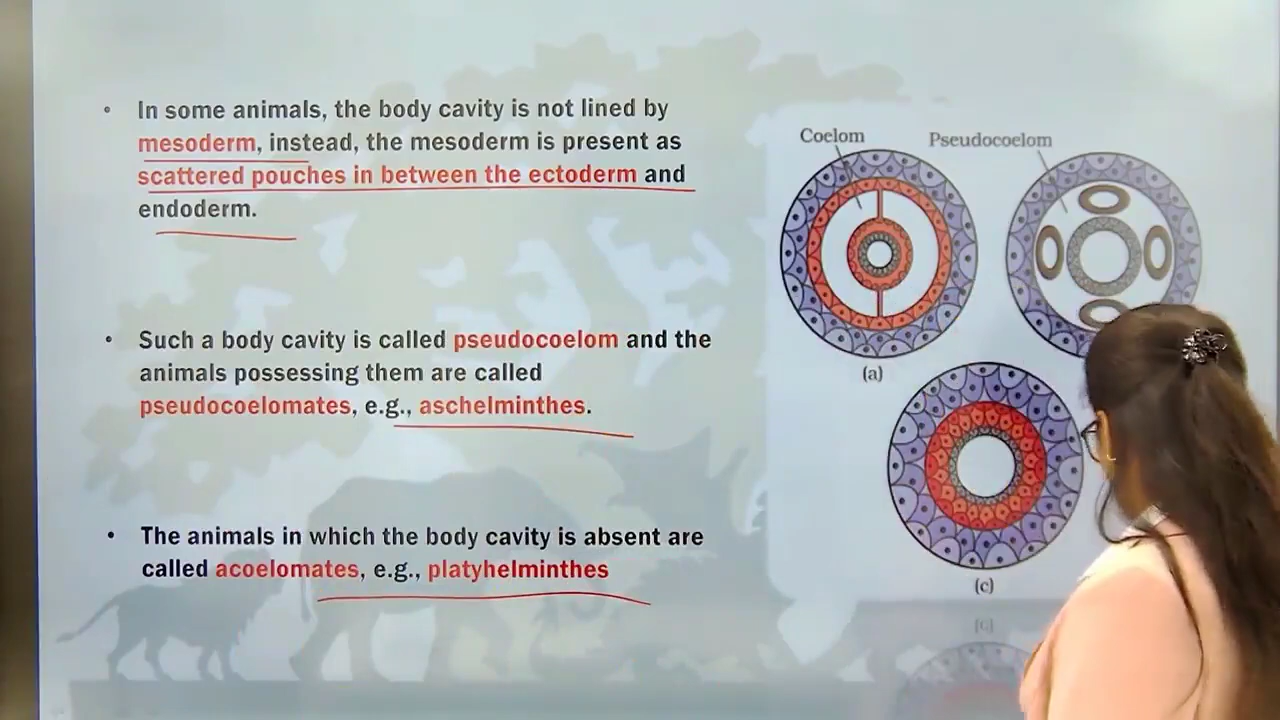 • In some animals, the body cavity is not lined by
mesoderm, instead, the mesoderm is present as
scattered pouches in between the ectoderm and
endoderm.
• Such a body cavity is called pseudocoelom and the
animals possessing them are called
pseudocoelomates, e.g., aschelminthes.
• The animals in which the body cavity is absent are
called acoelomates, e.g., platyhelminthes
Coelom
Pseudocoelom
(a)
(c)